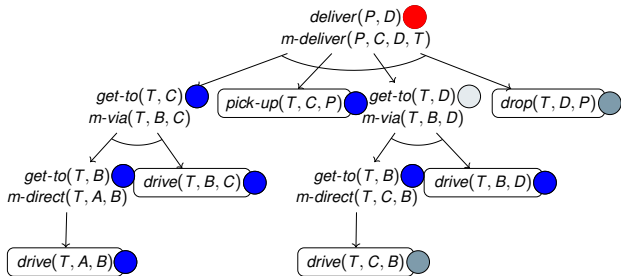 deliver(P, D)
m-deliver(P, C, D, T)
get-to(T, C)
m-via(T, B, C)
pick-up(T, C, P)
get-to(T, D)
m-via(T, B, D)
drop(T, D, P)
get-to(T, B)
m-direct(T, A, B)
drive(T, B, C)
get-to(T, B)
m-direct(T, C, B)
drive(T, B, D)
drive(T, A, B)
drive(T, C, B)